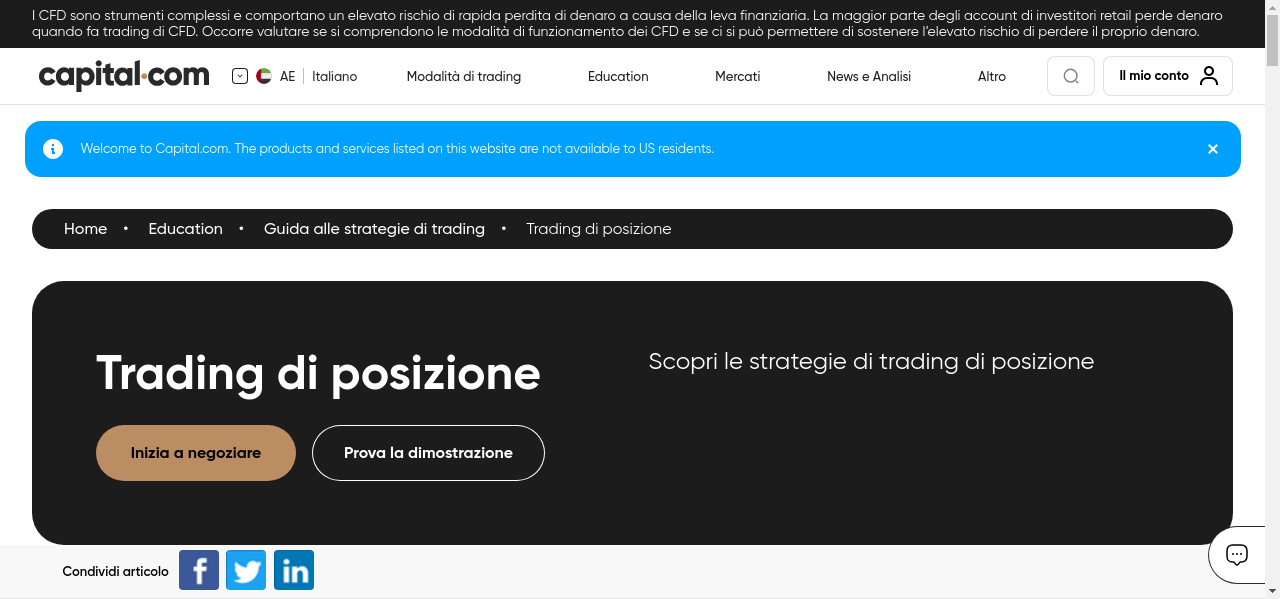 I CFD sono strumenti complessi e comportano un elevato rischio di rapida perdita di denaro a causa della leva finanziaria. La maggior parte degli account di investitori retail perde denaro
quando fa trading di CFD. Occorre valutare se si comprendono le modalità di funzionamento dei CFD e se ci si può permettere di sostenere l’elevato rischio di perdere il proprio denaro.
capital.com
AE Italiano
Modalità di trading
Education
Mercati
News e Analisi
Altro
Il mio conto
Welcome to Capital.com. The products and services listed on this website are not available to US residents.
Home • Education • Guida alle strategie di trading • Trading di posizione
Trading di posizione
Scopri le strategie di trading di posizione
Inizia a negoziare
Prova la dimostrazione
Condividi articolo